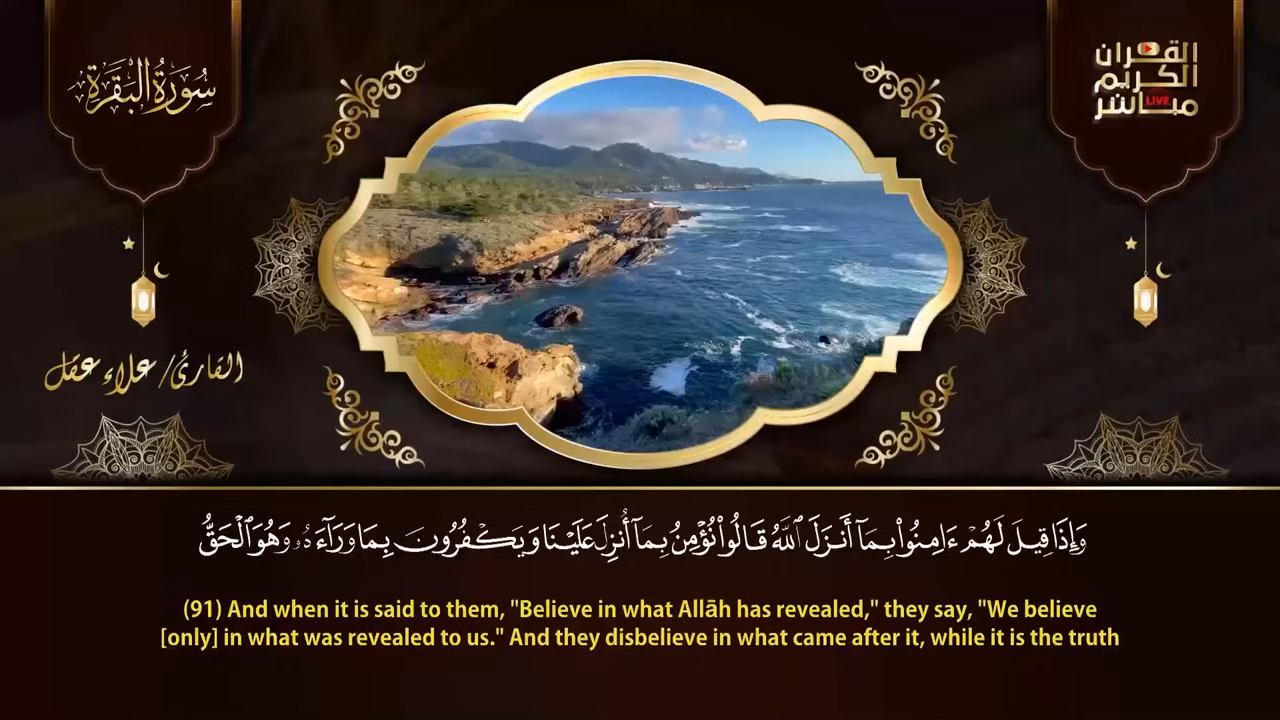 سُورَةُ البَقَرَةِ
القران
الكريم
مباشر
LIVE
القارئ/ علاء عقل
وَإِذَا قِيلَ لَهُمْ ءَامِنُوا۟ بِمَآ أَنزَلَ ٱللَّهُ قَالُوا۟ نُؤْمِنُ بِمَآ أُنزِلَ عَلَيْنَا وَيَكْفُرُونَ بِمَا وَرَآءَهُۥ وَهُوَ ٱلْحَقُّ
(91) And when it is said to them, "Believe in what Allāh has revealed," they say, "We believe
[only] in what was revealed to us." And they disbelieve in what came after it, while it is the truth